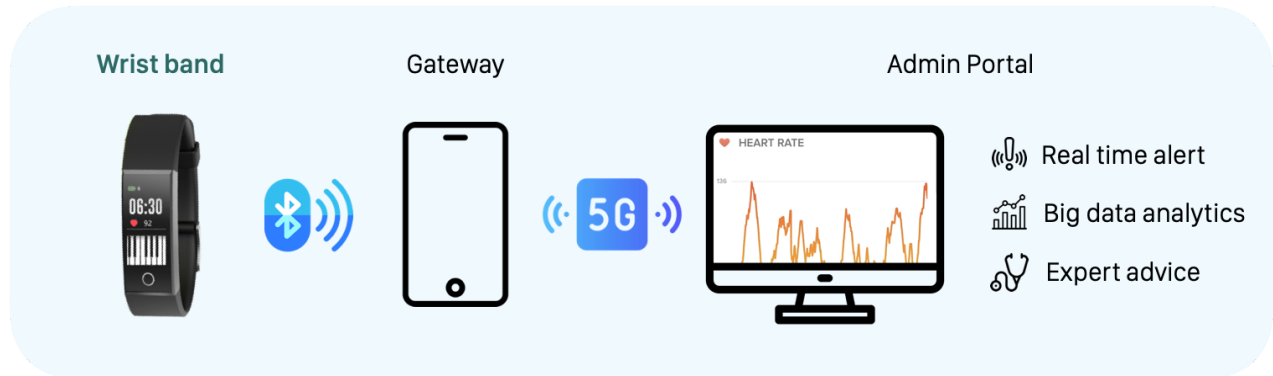 Wrist band
Gateway
Admin Portal
06:30
92
5G
HEART RATE
136
Real time alert
Big data analytics
Expert advice